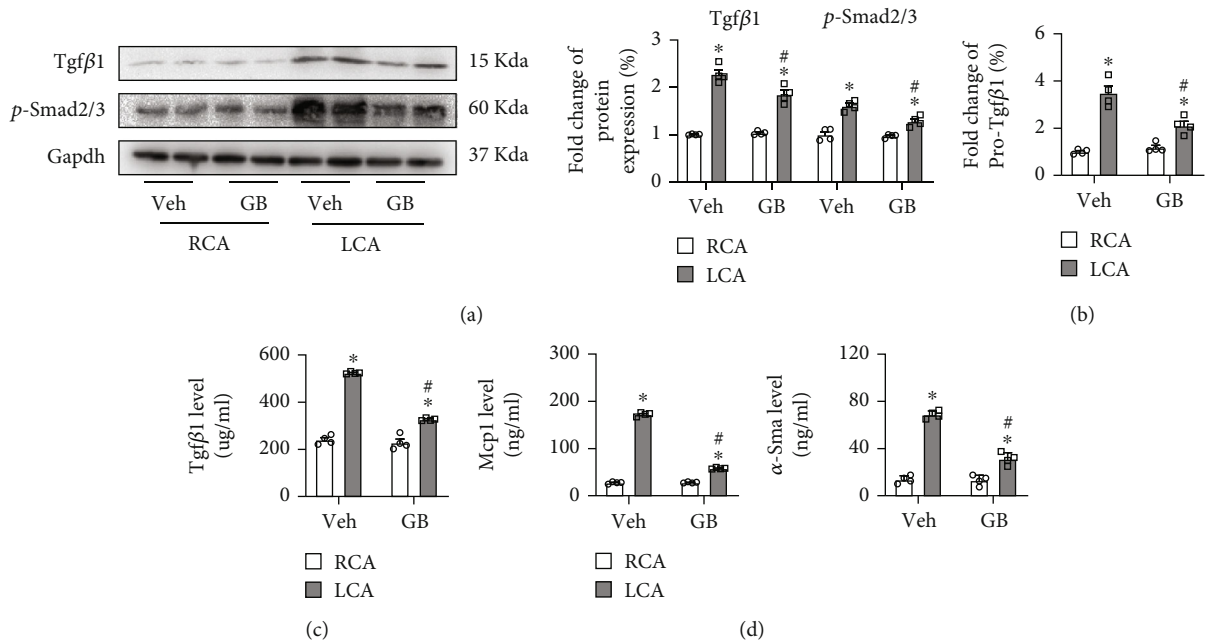 Tgfβ1
15 Kda
p-Smad2/3
60 Kda
Gapdh
37 Kda
Veh GB Veh GB
RCA LCA
Tgfβ1 p-Smad2/3
Fold change of
protein
expression (%)
3
2
1
0
* # * * # *
Veh GB Veh GB
RCA
LCA
(a)
Fold change of
Pro-Tgfβ1 (%)
6
4
2
0
* # *
Veh GB
RCA
LCA
(b)
Tgfβ1 level
(ug/ml)
600
400
200
0
* # *
Veh GB
RCA
LCA
(c)
Mcp1 level
(ng/ml)
300
200
100
0
* # *
Veh GB
RCA
LCA
α-Sma level
(ng/ml)
120
80
40
0
* # *
Veh GB
RCA
LCA
(d)